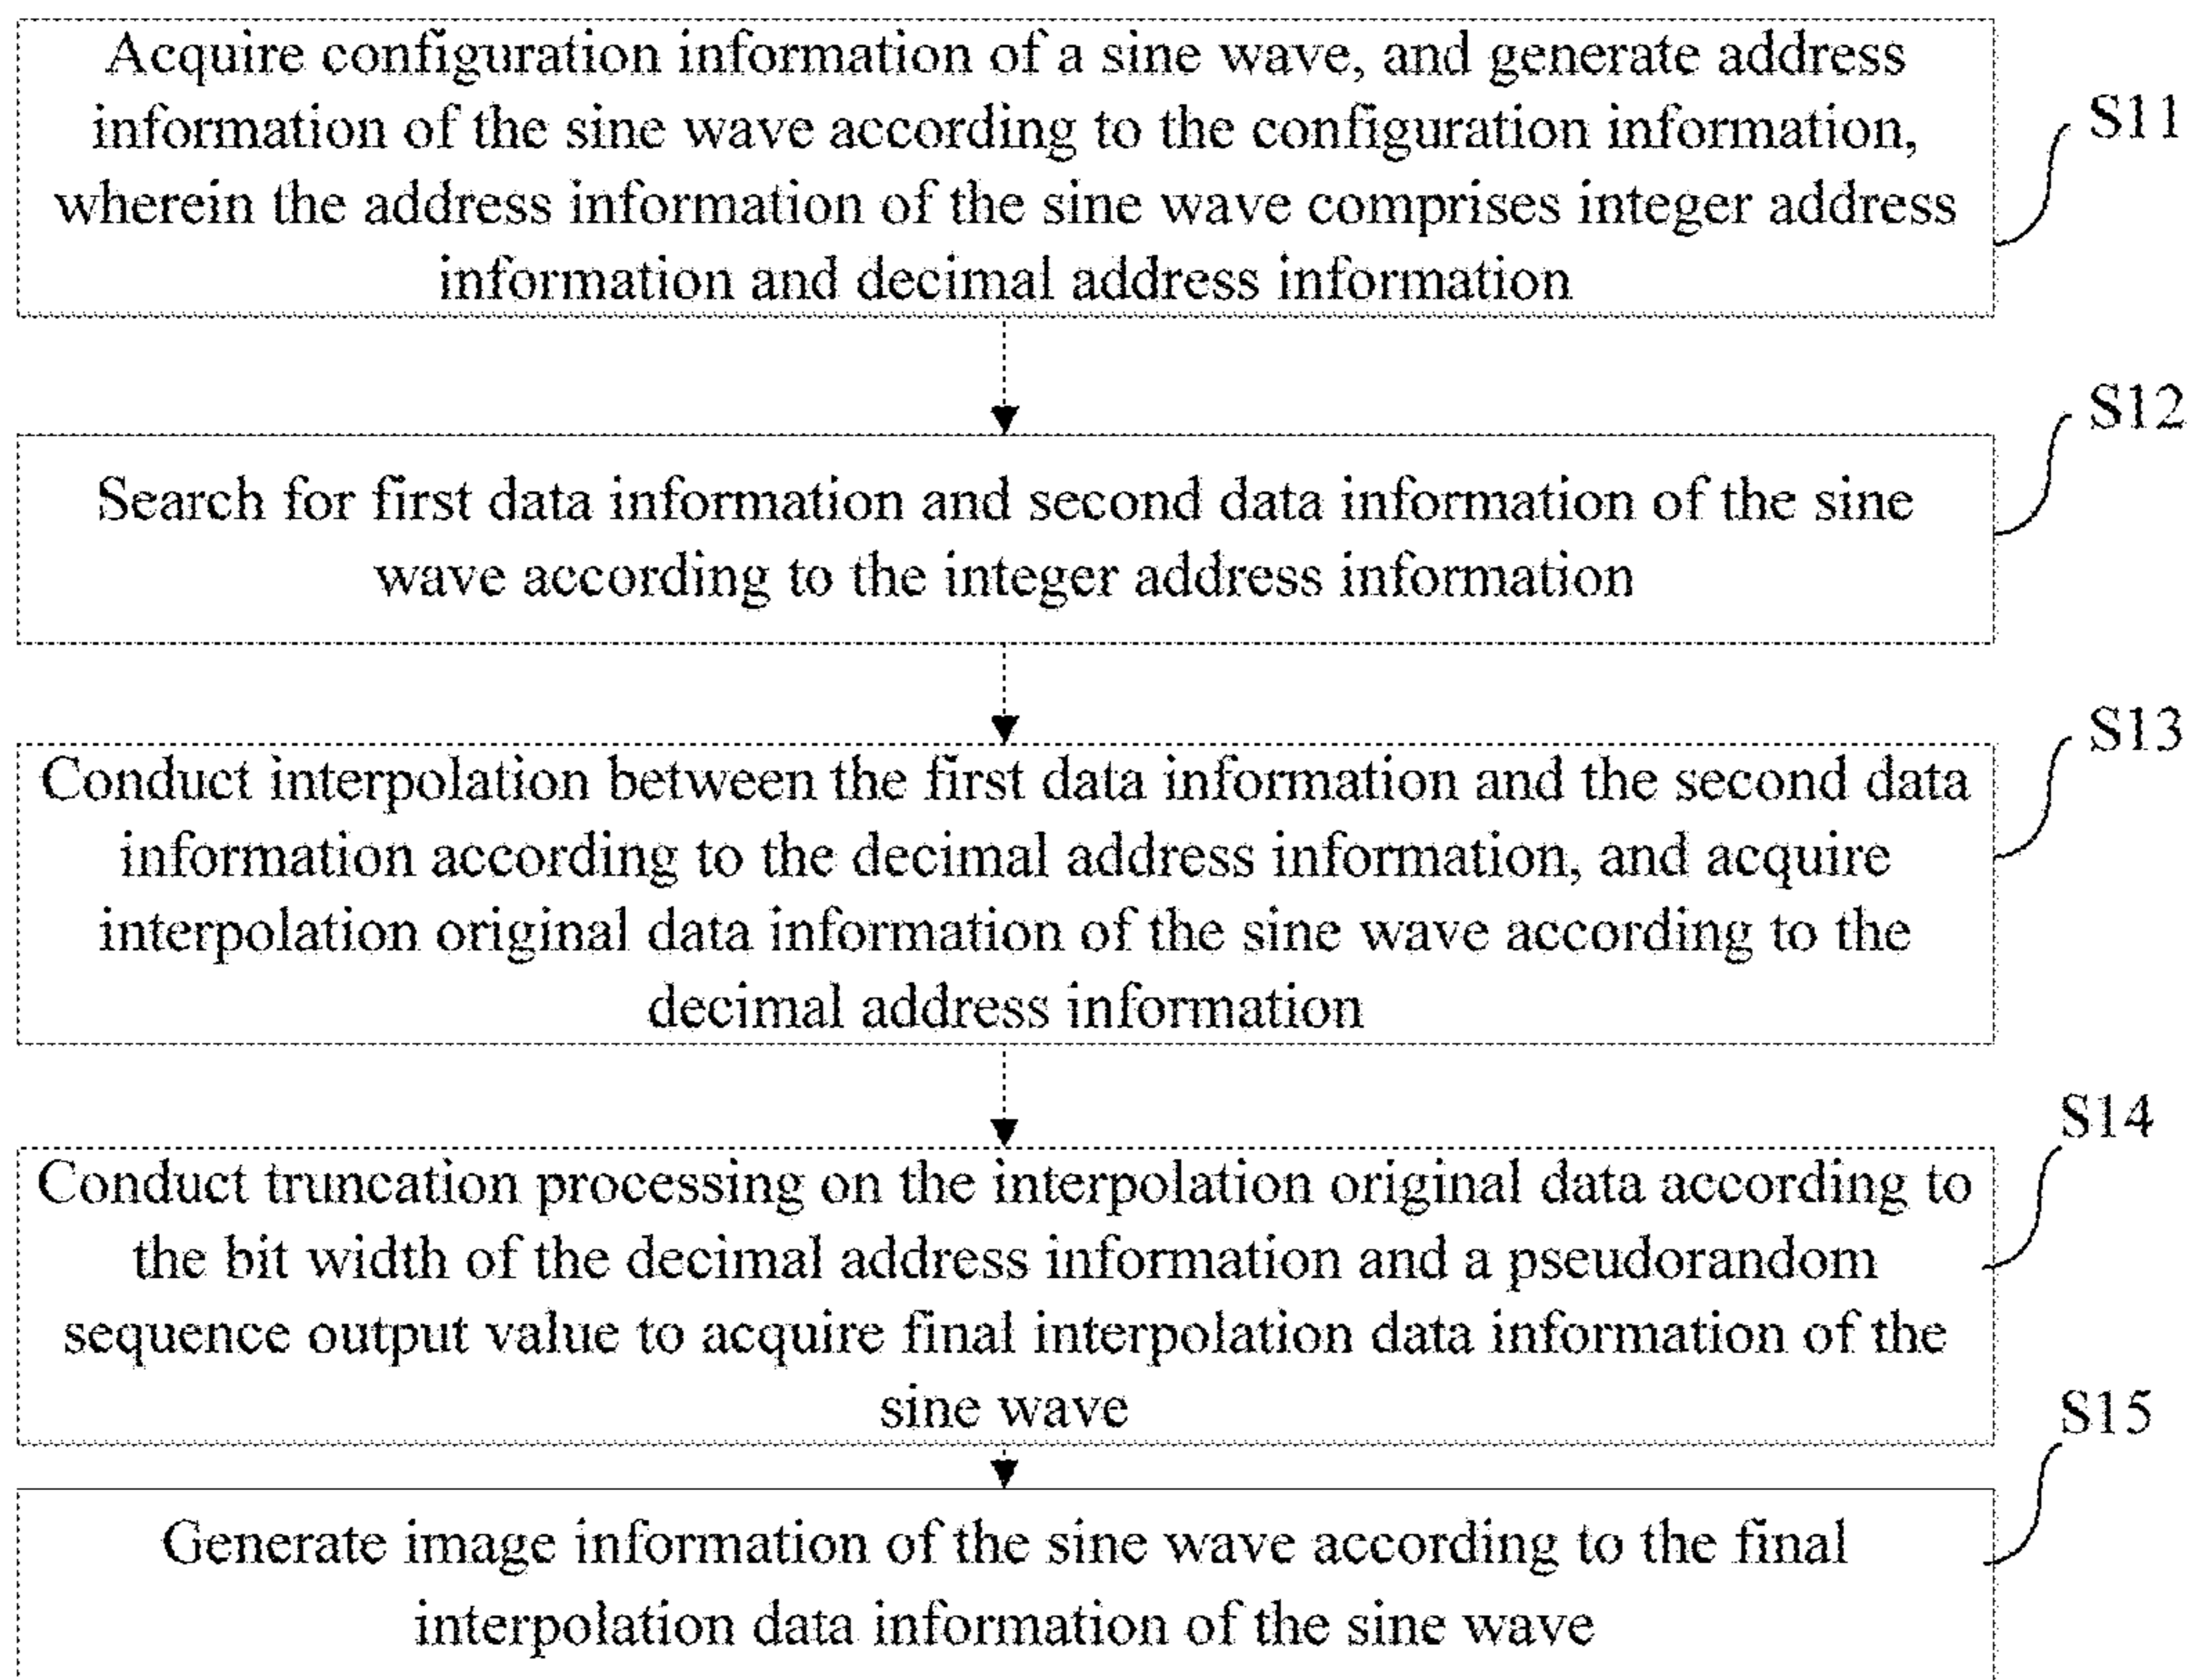 Acquire configuration information of a sine wave, and generate address
information of the sine wave according to the configuration information,
wherein the address information of the sine wave comprises integer address
information and decimal address information
S11
Search for first data information and second data information of the sine
wave according to the integer address information
S12
Conduct interpolation between the first data information and the second data
information according to the decimal address information, and acquire
interpolation original data information of the sine wave according to the
decimal address information
S13
Conduct truncation processing on the interpolation original data according to
the bit width of the decimal address information and a pseudorandom
sequence output value to acquire final interpolation data information of the
sine wave
S14
Generate image information of the sine wave according to the final
interpolation data information of the sine wave
S15